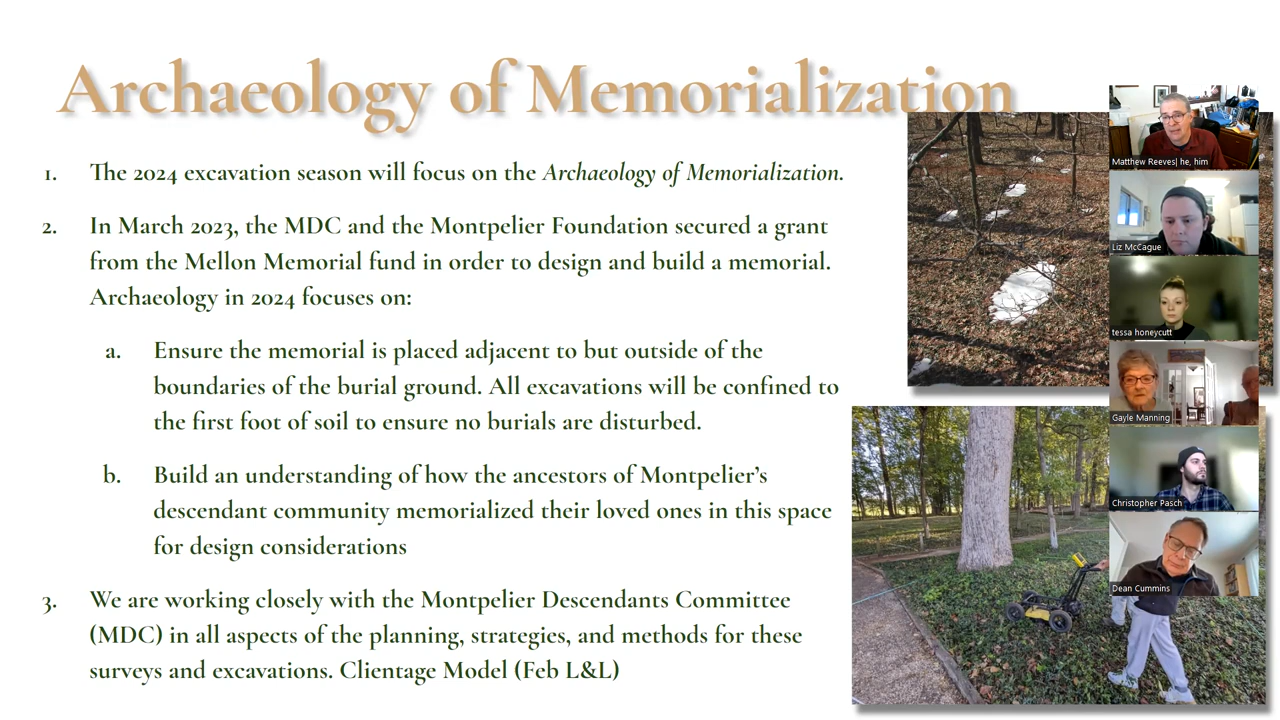 Archaeology of Memorialization
1. The 2024 excavation season will focus on the Archaeology of Memorialization.
2. In March 2023, the MDC and the Montpelier Foundation secured a grant
from the Mellon Memorial fund in order to design and build a memorial.
Archaeology in 2024 focuses on:
a. Ensure the memorial is placed adjacent to but outside of the
boundaries of the burial ground. All excavations will be confined to
the first foot of soil to ensure no burials are disturbed.
b. Build an understanding of how the ancestors of Montpelier’s
descendant community memorialized their loved ones in this space
for design considerations
3. We are working closely with the Montpelier Descendants Committee
(MDC) in all aspects of the planning, strategies, and methods for these
surveys and excavations. Clientage Model (Feb L&L)
Matthew Reeves| he, him
Liz McCague
tessa honeycutt
Gayle Manning
Christopher Pasch
Dean Cummins